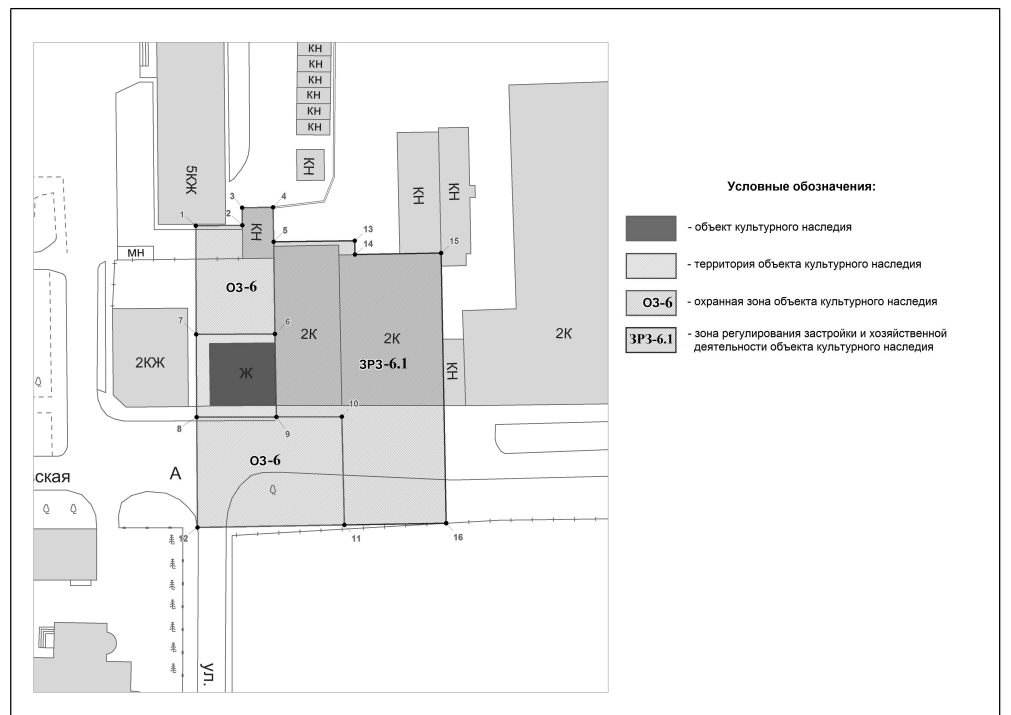 КН
КН
КН
КН
КН
КН
КН
5КЖ
КН
КН
3
4
1
2
КН
5
13
14
15
МН
ОЗ-6
7
6
2К
2К
2К
2КЖ
Ж
ЗРЗ-6.1
КН
8
9
10
ская
А
ОЗ-6
12
11
16
ул.
Условные обозначения:
- объект культурного наследия
- территория объекта культурного наследия
ОЗ-6 - охранная зона объекта культурного наследия
ЗРЗ-6.1 - зона регулирования застройки и хозяйственной
деятельности объекта культурного наследия